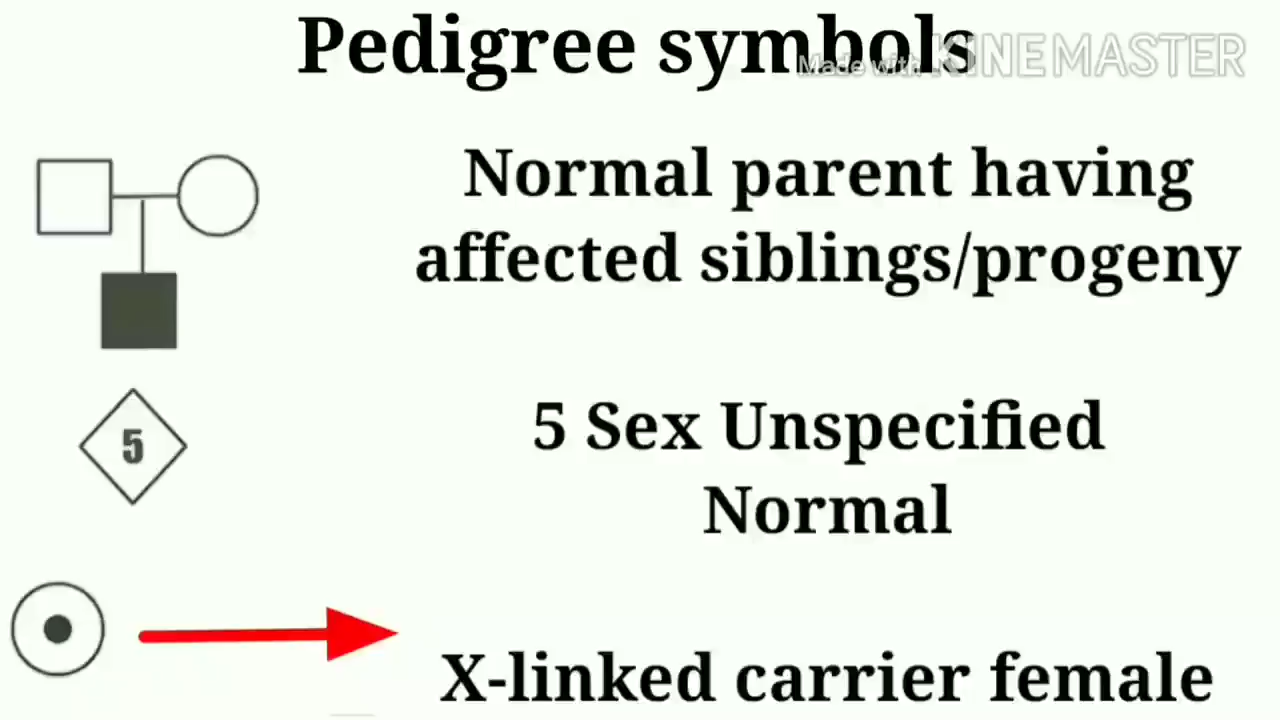 Pedigree symbols
Made with KINEMASTER
Normal parent having
affected siblings/progeny
5
5 Sex Unspecified
Normal
X-linked carrier female